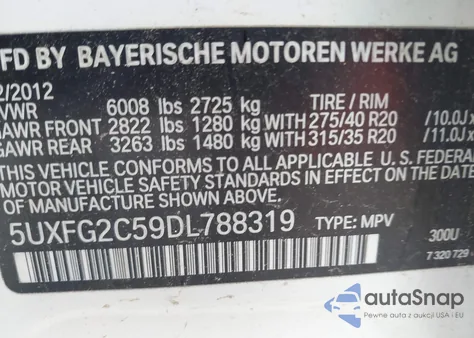 FD BY BAYERISCHE MOTOREN WERKE AG
2/2012
VWR 6008 lbs 2725 kg TIRE / RIM
GAWR FRONT 2822 lbs 1280 kg WITH 275/40 R20 /10.0J
GAWR REAR 3263 lbs 1480 kg WITH 315/35 R20 /11.0J
THIS VEHICLE CONFORMS TO ALL APPLICABLE U. S. FEDERA
MOTOR VEHICLE SAFETY STANDARDS IN EFFECT ON THE
DATE OF MANUFACTURE SHOWN ABOVE.
5UXFG2C59DL788319 TYPE: MPV 300U
7 320 729
autoSnap
Pewne auta z aukcji USA i EU